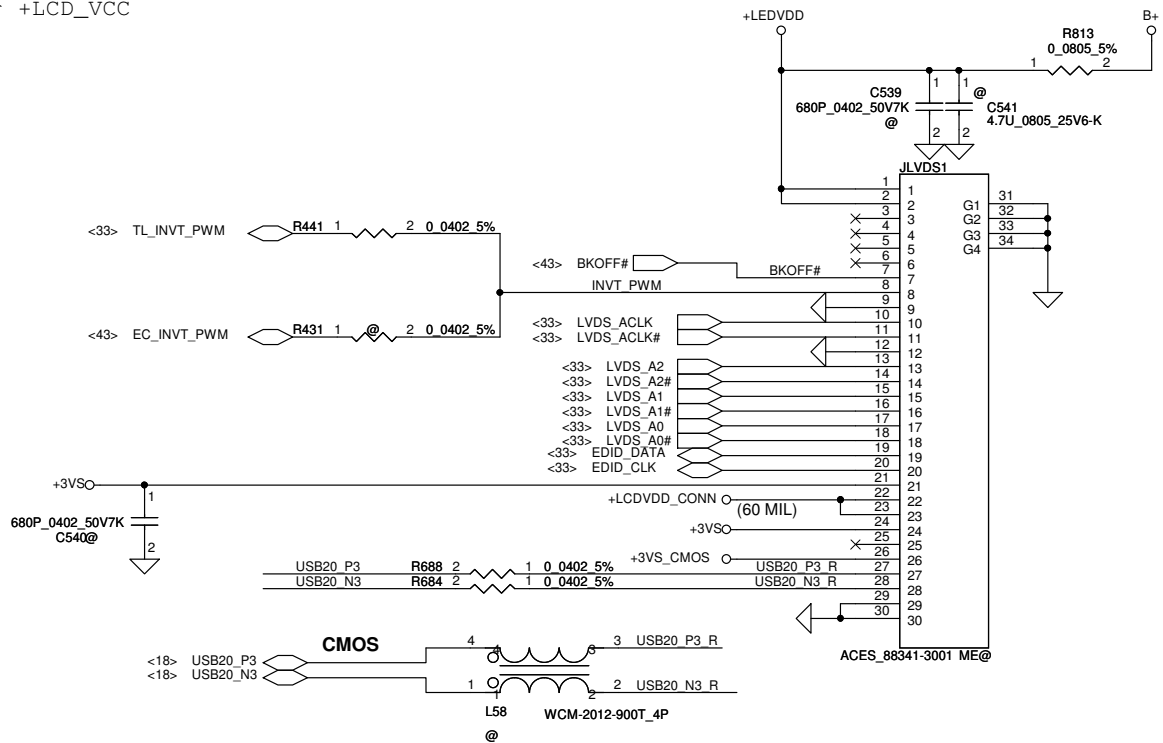 +LCD_VCC
+LEDVDD
B+
R813
0_0805_5%
1 2
C539
680P_0402_50V7K
@
1
2
1
@
C541
4.7U_0805_25V6-K
2
JLVDS1
<33> TL_INVT_PWM
R441 1 2 0_0402_5%
<43> EC_INVT_PWM
R431 1 @ 2 0_0402_5%
<43> BKOFF#
BKOFF#
INVT_PWM
<33> LVDS_ACLK
<33> LVDS_ACLK#
<33> LVDS_A2
<33> LVDS_A2#
<33> LVDS_A1
<33> LVDS_A1#
<33> LVDS_A0
<33> LVDS_A0#
<33> EDID_DATA
<33> EDID_CLK
1 1
2 2
3 3
4 4
5 5
6 6
7 7
8 8
9 9
10 10
11 11
12 12
13 13
14 14
15 15
16 16
17 17
18 18
19 19
20 20
21 21
22 22
23 23
24 24
25 25
26 26
27 27
28 28
29 29
30 30
G1 31
G2 32
G3 33
G4 34
+3VS
1
680P_0402_50V7K
C540@
2
+LCDVDD_CONN
(60 MIL)
+3VS
+3VS_CMOS
USB20_P3 R688 2 1 0_0402_5% USB20_P3_R
USB20_N3 R684 2 1 0_0402_5% USB20_N3_R
ACES_88341-3001 ME@
CMOS
<18> USB20_P3
<18> USB20_N3
4 4 3 3 USB20_P3_R
1 1 2 2 USB20_N3_R
L58
WCM-2012-900T_4P
@